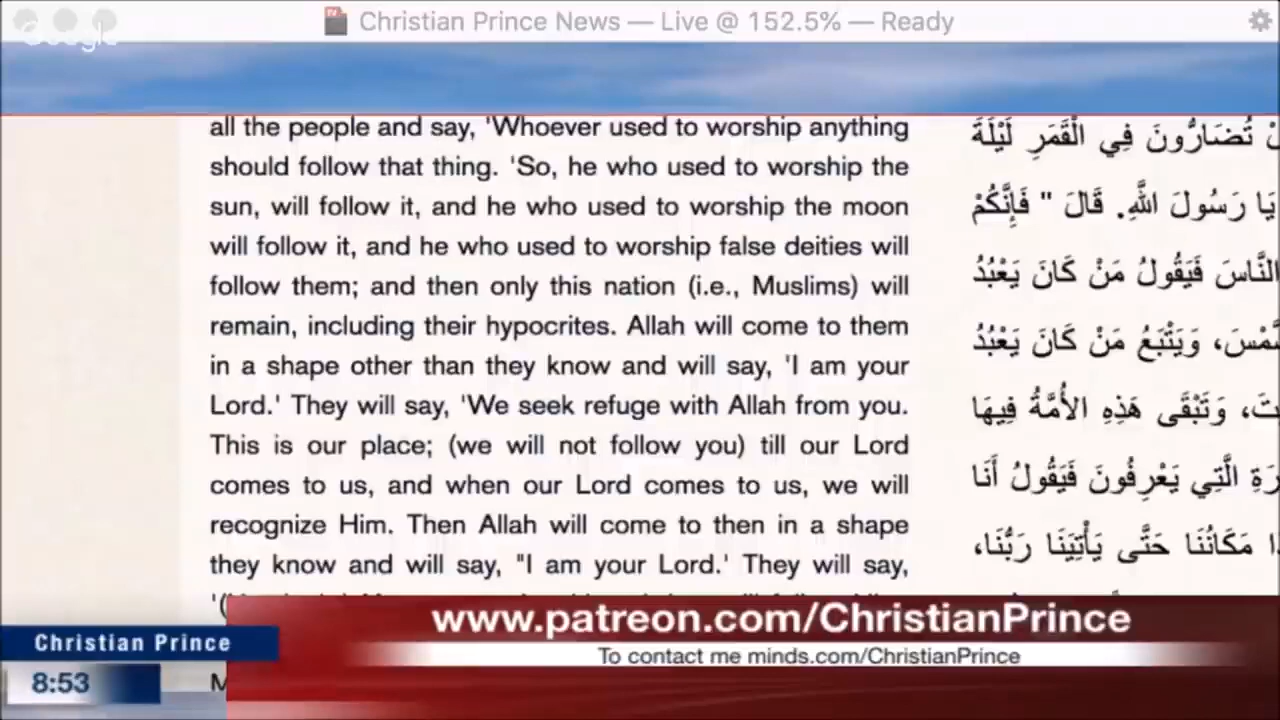 Christian Prince News — Live @ 152.5% — Ready
Google
all the people and say, 'Whoever used to worship anything
should follow that thing. 'So, he who used to worship the
sun, will follow it, and he who used to worship the moon
will follow it, and he who used to worship false deities will
follow them; and then only this nation (i.e., Muslims) will
remain, including their hypocrites. Allah will come to them
in a shape other than they know and will say, 'I am your
Lord.' They will say, 'We seek refuge with Allah from you.
This is our place; (we will not follow you) till our Lord
comes to us, and when our Lord comes to us, we will
recognize Him. Then Allah will come to then in a shape
they know and will say, "I am your Lord.' They will say,
تُضَارُّونَ فِي الْقَمَرِ لَيْلَةَ
يَا رَسُولَ اللَّهِ. قَالَ " فَإِنَّكُمْ
النَّاسَ فَيَقُولُ مَنْ كَانَ يَعْبُدُ
وَيَتْبَعُ مَنْ كَانَ يَعْبُدُ
وَتَبْقَى هَذِهِ الأُمَّةُ فِيهَا
الَّتِي يَعْرِفُونَ فَيَقُولُ أَنَا
مَكَانُنَا حَتَّى يَأْتِيَنَا رَبُّنَا،
www.patreon.com/ChristianPrince
To contact me minds.com/ChristianPrince
Christian Prince
8:53